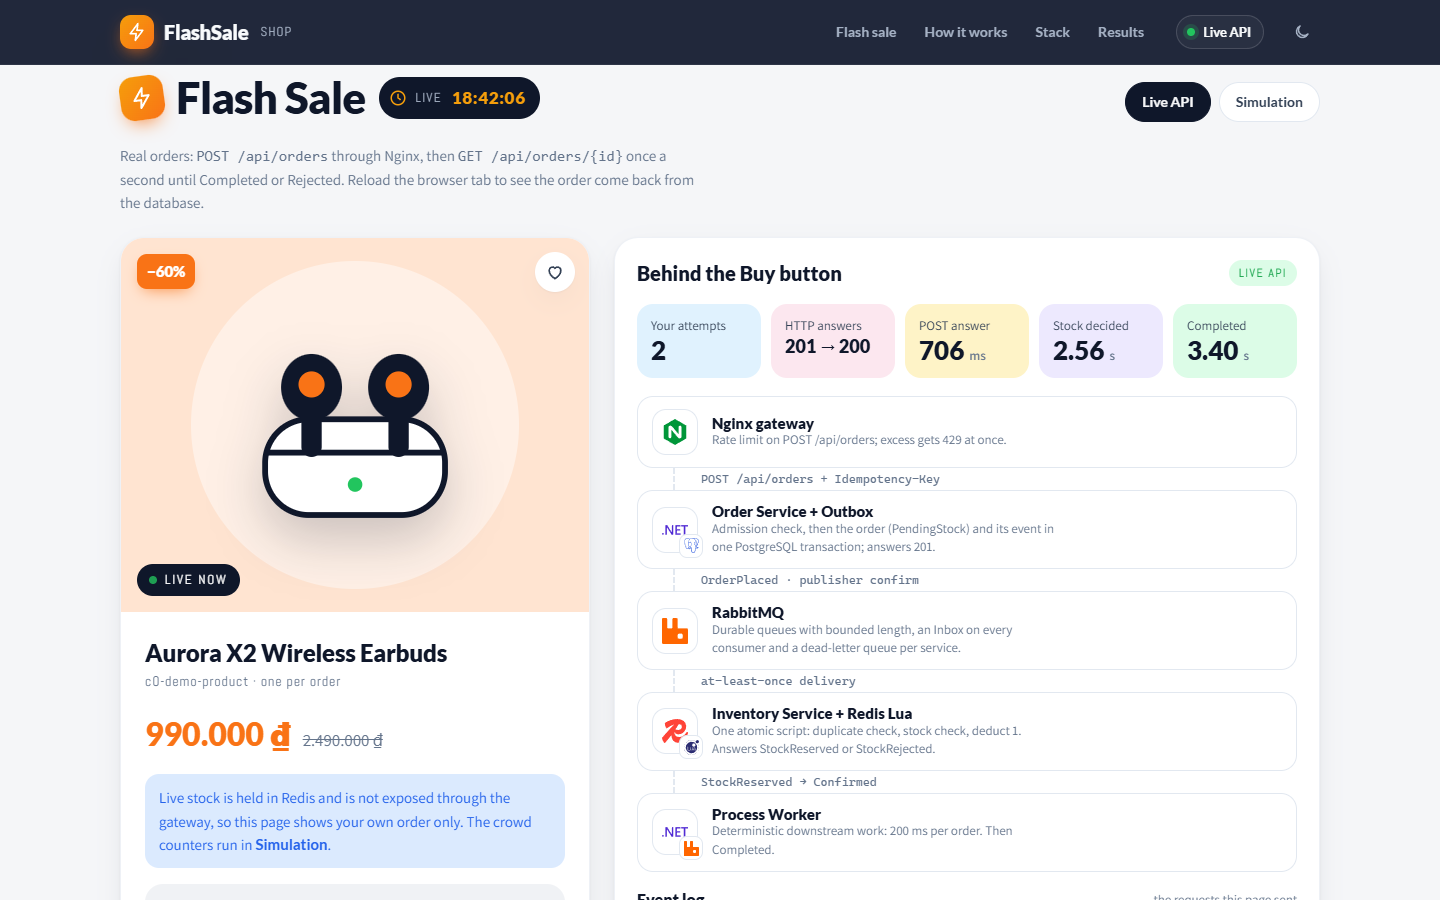 FlashSale SHOP
Flash sale How it works Stack Results Live API
Flash Sale LIVE 18:42:06
Live API Simulation
Real orders: POST /api/orders through Nginx, then GET /api/orders/{id} once a
second until Completed or Rejected. Reload the browser tab to see the order come back from
the database.
−60%
LIVE NOW
Aurora X2 Wireless Earbuds
c0-demo-product · one per order
990.000 ₫ 2.490.000 ₫
Live stock is held in Redis and is not exposed through the
gateway, so this page shows your own order only. The crowd
counters run in Simulation.
Behind the Buy button
LIVE API
Your attempts
2
HTTP answers
201 → 200
POST answer
706 ms
Stock decided
2.56 s
Completed
3.40 s
Nginx gateway
Rate limit on POST /api/orders; excess gets 429 at once.
POST /api/orders + Idempotency-Key
.NET
Order Service + Outbox
Admission check, then the order (PendingStock) and its event in
one PostgreSQL transaction; answers 201.
OrderPlaced · publisher confirm
RabbitMQ
Durable queues with bounded length, an Inbox on every
consumer and a dead-letter queue per service.
at-least-once delivery
Inventory Service + Redis Lua
One atomic script: duplicate check, stock check, deduct 1.
Answers StockReserved or StockRejected.
StockReserved → Confirmed
.NET
Process Worker
Deterministic downstream work: 200 ms per order. Then
Completed.
Event log
the requests this page sent